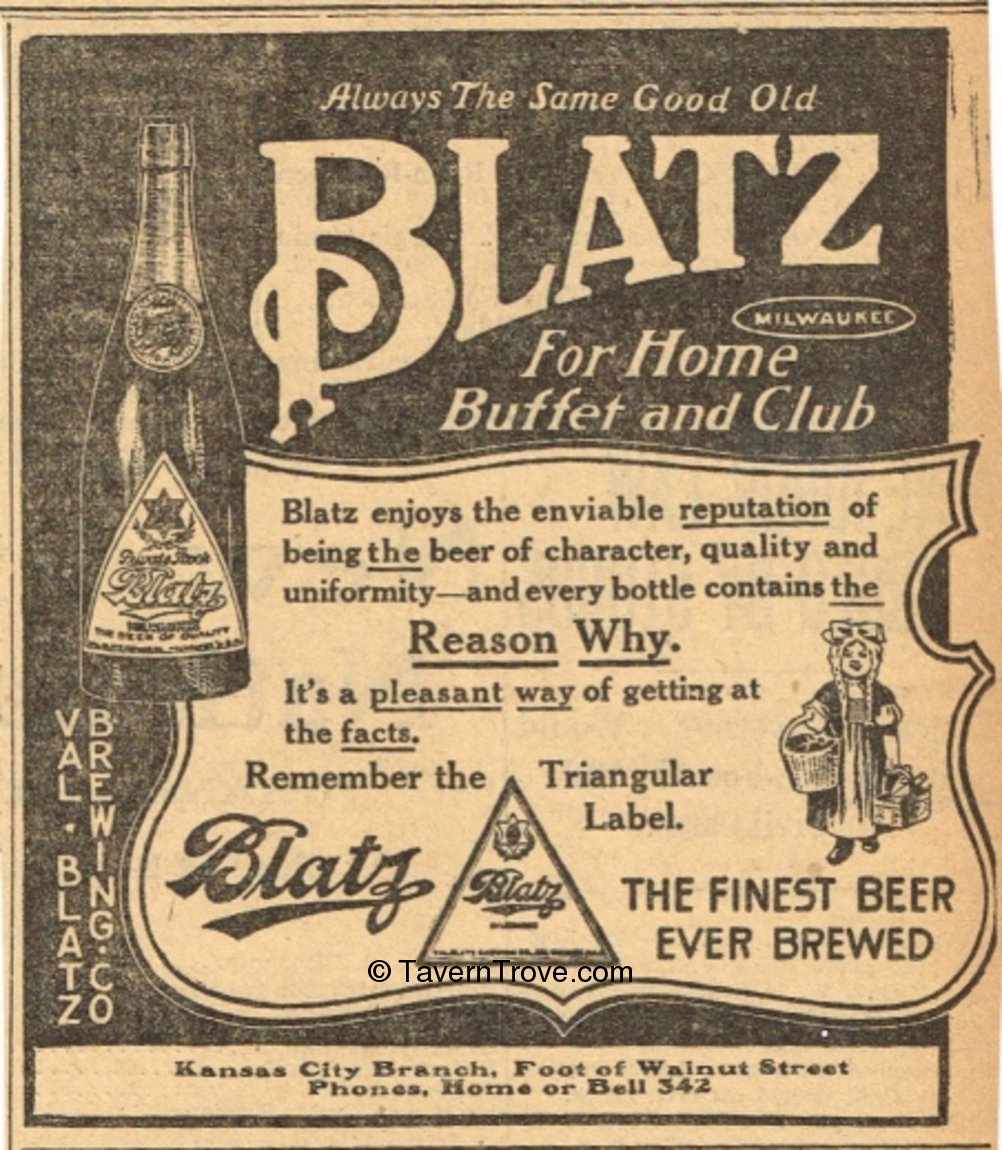 Always The Same Good Old
BLATZ
MILWAUKEE
For Home
Buffet and Club
Blatz enjoys the enviable reputation of
being the beer of character, quality and
uniformity—and every bottle contains the
Reason Why.
It's a pleasant way of getting at
the facts.
Remember the Triangular
Label.
Private Stock
Blatz
THE BEER OF QUALITY
VAL. BLATZ
BREWING. CO
Blatz
Blatz
THE FINEST BEER
EVER BREWED
© TavernTrove.com
Kansas City Branch, Foot of Walnut Street
Phones, Home or Bell 342